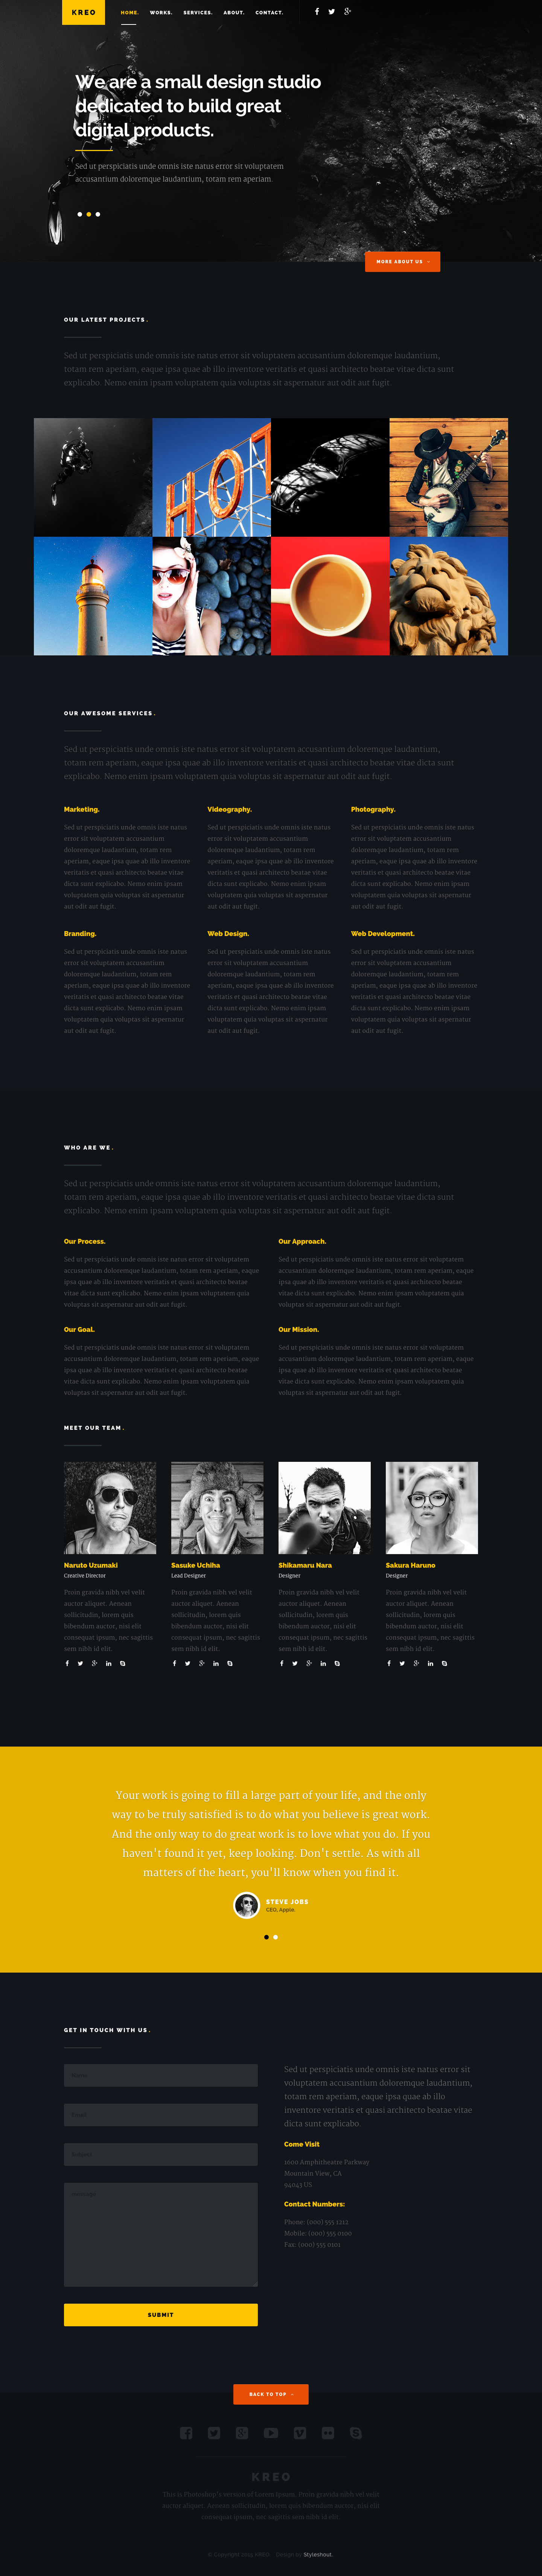 KREO
HOME. WORKS. SERVICES. ABOUT. CONTACT.
We are a small design studio
dedicated to build great
digital products.
Sed ut perspiciatis unde omnis iste natus error sit voluptatem
accusantium doloremque laudantium, totam rem aperiam.
MORE ABOUT US
OUR LATEST PROJECTS.
Sed ut perspiciatis unde omnis iste natus error sit voluptatem accusantium doloremque laudantium,
totam rem aperiam, eaque ipsa quae ab illo inventore veritatis et quasi architecto beatae vitae dicta sunt
explicabo. Nemo enim ipsam voluptatem quia voluptas sit aspernatur aut odit aut fugit.
HOT
OUR AWESOME SERVICES.
Sed ut perspiciatis unde omnis iste natus error sit voluptatem accusantium doloremque laudantium,
totam rem aperiam, eaque ipsa quae ab illo inventore veritatis et quasi architecto beatae vitae dicta sunt
explicabo. Nemo enim ipsam voluptatem quia voluptas sit aspernatur aut odit aut fugit.
Marketing.
Sed ut perspiciatis unde omnis iste natus
error sit voluptatem accusantium
doloremque laudantium, totam rem
aperiam, eaque ipsa quae ab illo inventore
veritatis et quasi architecto beatae vitae
dicta sunt explicabo. Nemo enim ipsam
voluptatem quia voluptas sit aspernatur
aut odit aut fugit.
Videography.
Sed ut perspiciatis unde omnis iste natus
error sit voluptatem accusantium
doloremque laudantium, totam rem
aperiam, eaque ipsa quae ab illo inventore
veritatis et quasi architecto beatae vitae
dicta sunt explicabo. Nemo enim ipsam
voluptatem quia voluptas sit aspernatur
aut odit aut fugit.
Photography.
Sed ut perspiciatis unde omnis iste natus
error sit voluptatem accusantium
doloremque laudantium, totam rem
aperiam, eaque ipsa quae ab illo inventore
veritatis et quasi architecto beatae vitae
dicta sunt explicabo. Nemo enim ipsam
voluptatem quia voluptas sit aspernatur
aut odit aut fugit.
Branding.
Sed ut perspiciatis unde omnis iste natus
error sit voluptatem accusantium
doloremque laudantium, totam rem
aperiam, eaque ipsa quae ab illo inventore
veritatis et quasi architecto beatae vitae
dicta sunt explicabo. Nemo enim ipsam
voluptatem quia voluptas sit aspernatur
aut odit aut fugit.
Web Design.
Sed ut perspiciatis unde omnis iste natus
error sit voluptatem accusantium
doloremque laudantium, totam rem
aperiam, eaque ipsa quae ab illo inventore
veritatis et quasi architecto beatae vitae
dicta sunt explicabo. Nemo enim ipsam
voluptatem quia voluptas sit aspernatur
aut odit aut fugit.
Web Development.
Sed ut perspiciatis unde omnis iste natus
error sit voluptatem accusantium
doloremque laudantium, totam rem
aperiam, eaque ipsa quae ab illo inventore
veritatis et quasi architecto beatae vitae
dicta sunt explicabo. Nemo enim ipsam
voluptatem quia voluptas sit aspernatur
aut odit aut fugit.
WHO ARE WE.
Sed ut perspiciatis unde omnis iste natus error sit voluptatem accusantium doloremque laudantium,
totam rem aperiam, eaque ipsa quae ab illo inventore veritatis et quasi architecto beatae vitae dicta sunt
explicabo. Nemo enim ipsam voluptatem quia voluptas sit aspernatur aut odit aut fugit.
Our Process.
Sed ut perspiciatis unde omnis iste natus error sit voluptatem
accusantium doloremque laudantium, totam rem aperiam, eaque
ipsa quae ab illo inventore veritatis et quasi architecto beatae
vitae dicta sunt explicabo. Nemo enim ipsam voluptatem quia
voluptas sit aspernatur aut odit aut fugit.
Our Approach.
Sed ut perspiciatis unde omnis iste natus error sit voluptatem
accusantium doloremque laudantium, totam rem aperiam, eaque
ipsa quae ab illo inventore veritatis et quasi architecto beatae
vitae dicta sunt explicabo. Nemo enim ipsam voluptatem quia
voluptas sit aspernatur aut odit aut fugit.
Our Goal.
Sed ut perspiciatis unde omnis iste natus error sit voluptatem
accusantium doloremque laudantium, totam rem aperiam, eaque
ipsa quae ab illo inventore veritatis et quasi architecto beatae
vitae dicta sunt explicabo. Nemo enim ipsam voluptatem quia
voluptas sit aspernatur aut odit aut fugit.
Our Mission.
Sed ut perspiciatis unde omnis iste natus error sit voluptatem
accusantium doloremque laudantium, totam rem aperiam, eaque
ipsa quae ab illo inventore veritatis et quasi architecto beatae
vitae dicta sunt explicabo. Nemo enim ipsam voluptatem quia
voluptas sit aspernatur aut odit aut fugit.
MEET OUR TEAM.
Naruto Uzumaki
Creative Director
Proin gravida nibh vel velit
auctor aliquet. Aenean
sollicitudin, lorem quis
bibendum auctor, nisi elit
consequat ipsum, nec sagittis
sem nibh id elit.
Sasuke Uchiha
Lead Designer
Proin gravida nibh vel velit
auctor aliquet. Aenean
sollicitudin, lorem quis
bibendum auctor, nisi elit
consequat ipsum, nec sagittis
sem nibh id elit.
Shikamaru Nara
Designer
Proin gravida nibh vel velit
auctor aliquet. Aenean
sollicitudin, lorem quis
bibendum auctor, nisi elit
consequat ipsum, nec sagittis
sem nibh id elit.
Sakura Haruno
Designer
Proin gravida nibh vel velit
auctor aliquet. Aenean
sollicitudin, lorem quis
bibendum auctor, nisi elit
consequat ipsum, nec sagittis
sem nibh id elit.
Your work is going to fill a large part of your life, and the only
way to be truly satisfied is to do what you believe is great work.
And the only way to do great work is to love what you do. If you
haven't found it yet, keep looking. Don't settle. As with all
matters of the heart, you'll know when you find it.
STEVE JOBS
CEO, Apple.
GET IN TOUCH WITH US.
Name
Email
Subject
Message
SUBMIT
Sed ut perspiciatis unde omnis iste natus error sit
voluptatem accusantium doloremque laudantium,
totam rem aperiam, eaque ipsa quae ab illo
inventore veritatis et quasi architecto beatae vitae
dicta sunt explicabo.
Come Visit
1600 Amphitheatre Parkway
Mountain View, CA
94043 US
Contact Numbers:
Phone: (000) 555 1212
Mobile: (000) 555 0100
Fax: (000) 555 0101
BACK TO TOP
KREO
This is Photoshop's version of Lorem Ipsum. Proin gravida nibh vel velit
auctor aliquet. Aenean sollicitudin, lorem quis bibendum auctor, nisi elit
consequat ipsum, nec sagittis sem nibh id elit.
© Copyright 2015 KREO. Design by Styleshout.